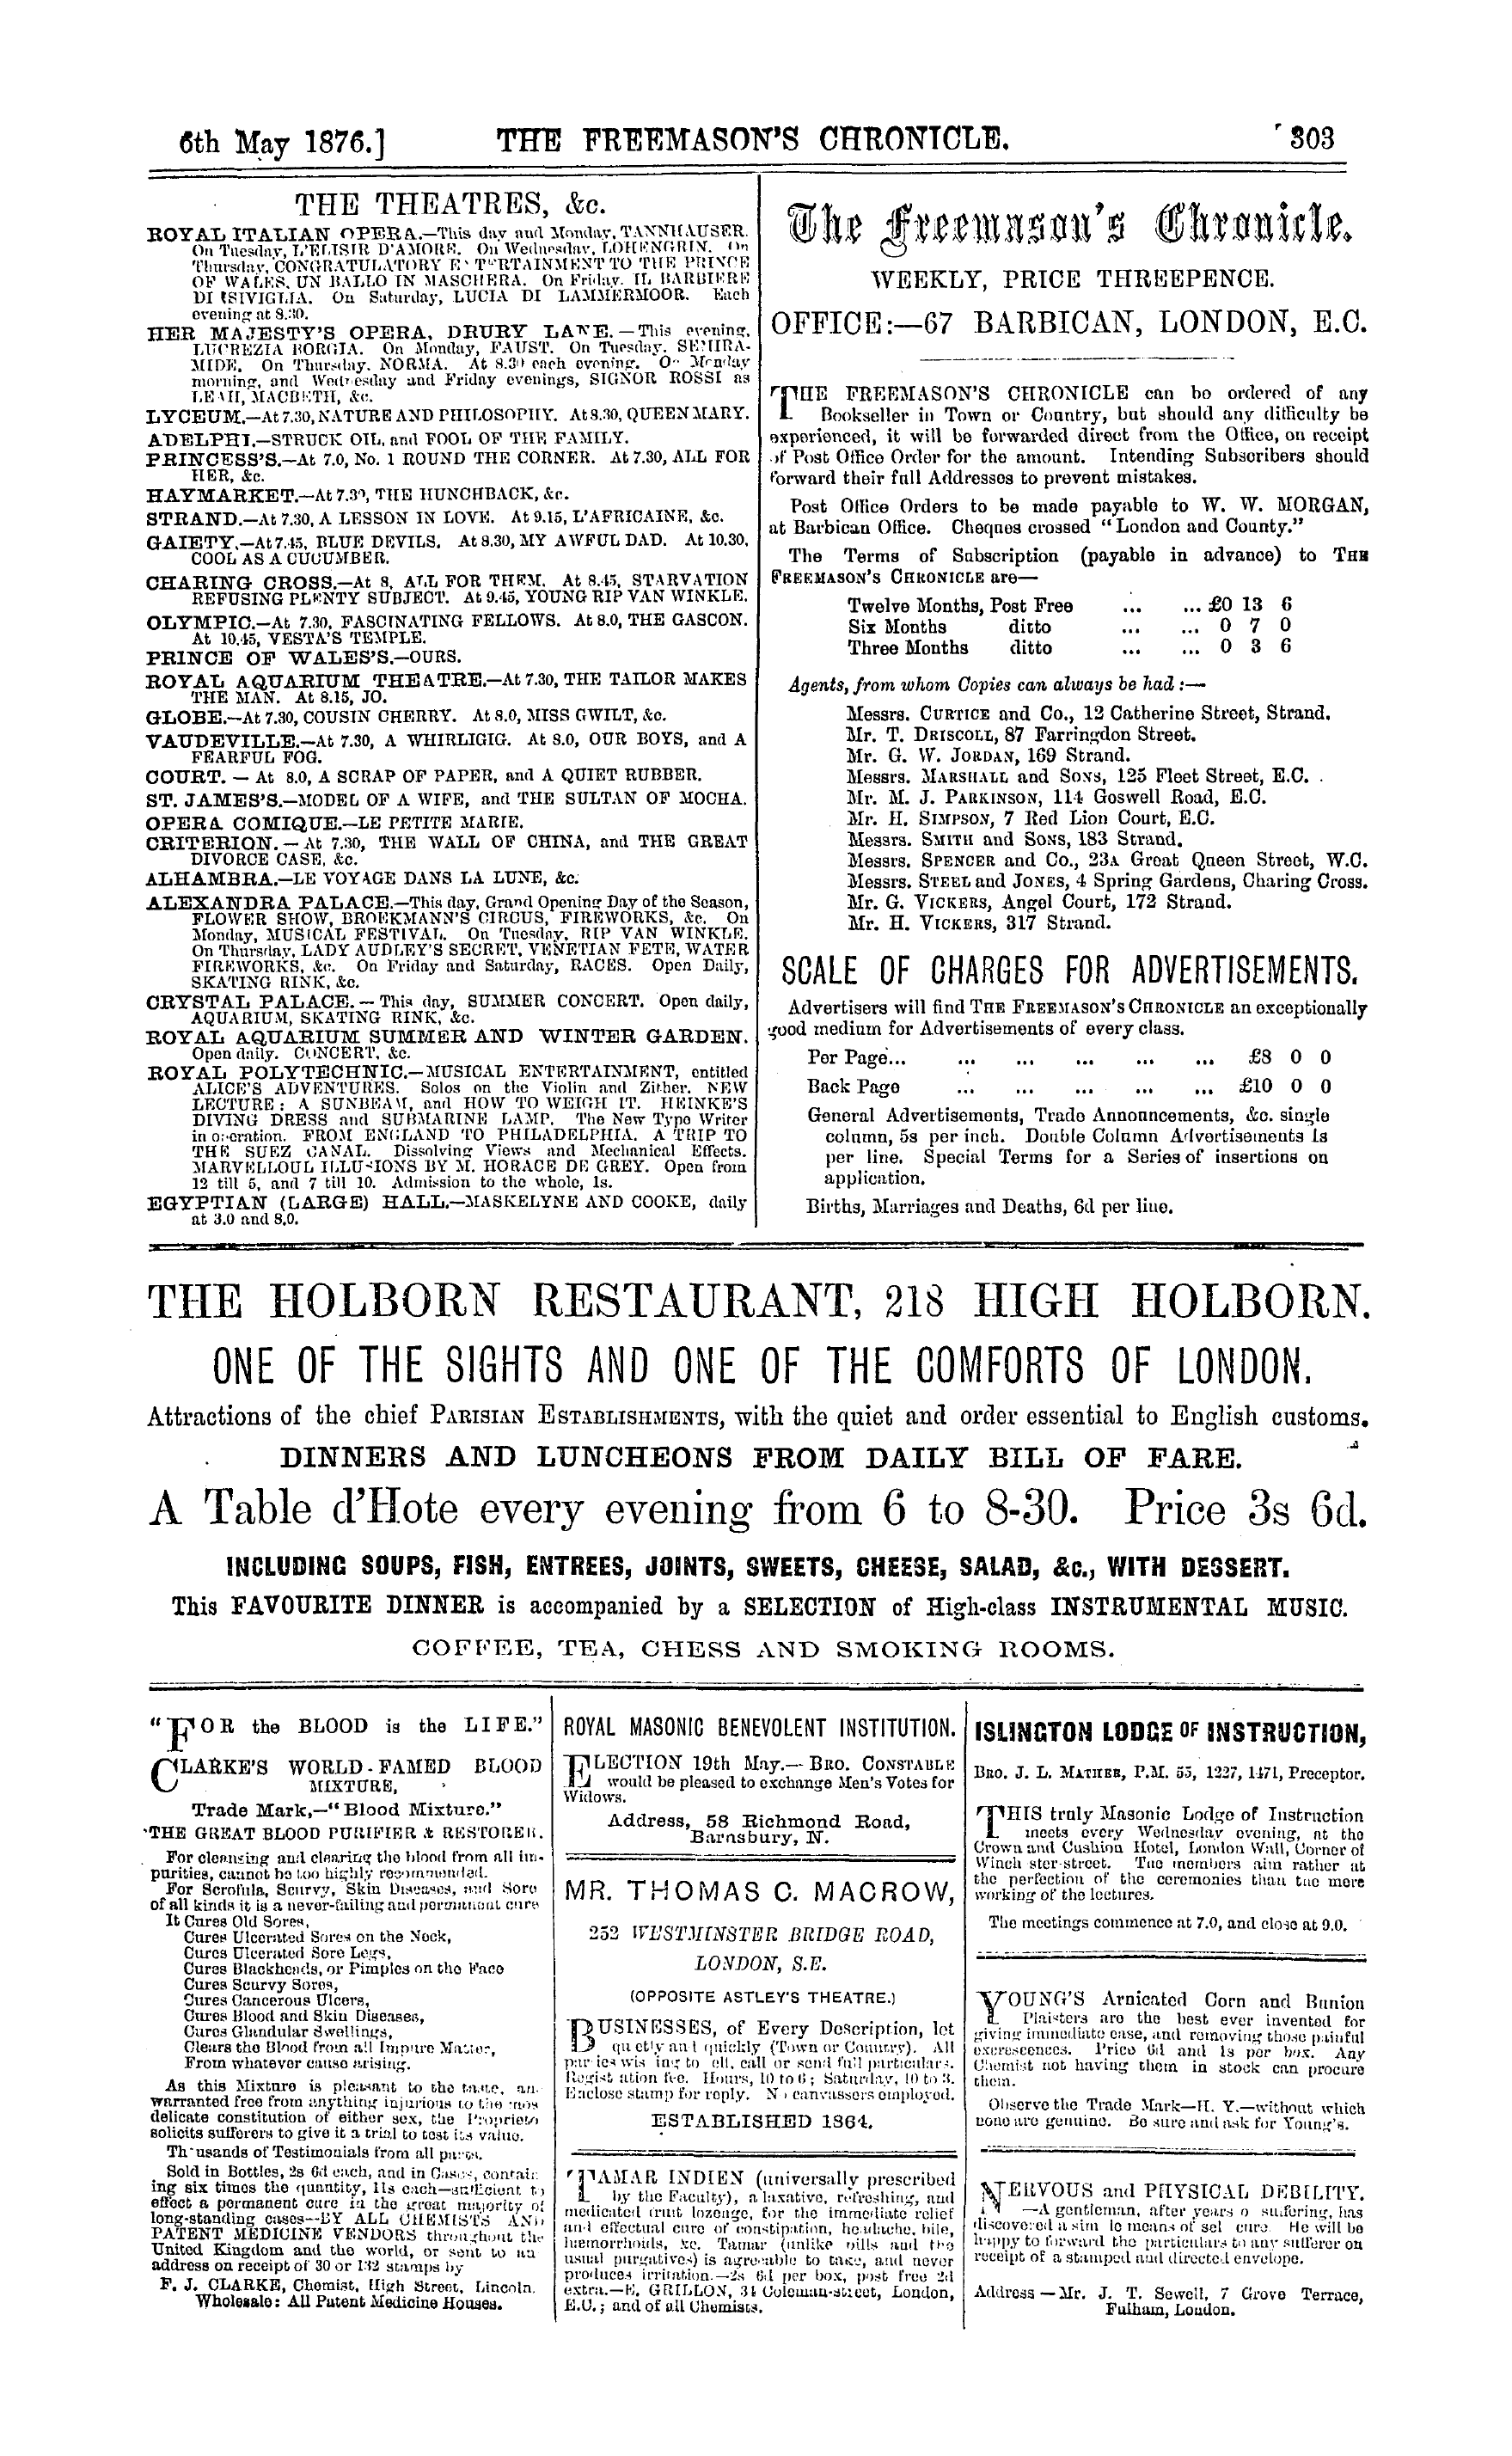 6th May 1876.] THE FREEMASON'S CHRONICLE. 303
THE THEATRES, &c.
ROYAL ITALIAN OPERA.—This day and Monday, TANNHAUSER.
On Tuesday, L'ELISIR D'AMORE. On Wednesday, LOHENGRIN. On
Thursday, CONGRATULATORY E TERTAINMENT TO THE PRINCE
OF WALES. UN BALLO IN MASCHERA. On Friday. IL BARBIERE
DI SIVIGLIA. On Saturday, LUCIA DI LAMMERMOOR. Each
evening at 8.30.
HER MAJESTY'S OPERA, DRURY LANE.—This evening,
LUCREZIA BORGIA. On Monday, FAUST. On Tuesday, SEMIRA-
MIDE. On Thursday, NORMA. At 8.30 each evening. On Monday
morning, and Wednesday and Friday evenings, SIGNOR ROSSI as
LEAR, MACBETH, &c.
LYCEUM.—At 7.30, NATURE AND PHILOSOPHY. At 8.30, QUEEN MARY.
ADELPHI.—STRUCK OIL, and FOOL OF THE FAMILY.
PRINCESS'S.—At 7.0, No. 1 ROUND THE CORNER. At 7.30, ALL FOR
HER, &c.
HAYMARKET.—At 7.30, THE HUNCHBACK, &c.
STRAND.—At 7.30, A LESSON IN LOVE. At 9.15, L'AFRICAINE, &c.
GAIETY.—At 7.45, BLUE DEVILS. At 8.30, MY AWFUL DAD. At 10.30,
COOL AS A CUCUMBER.
CHARING CROSS.—At 8, ALL FOR THEM. At 8.45, STARVATION
REFUSING PLENTY SUBJECT. At 9.45, YOUNG RIP VAN WINKLE.
OLYMPIC.—At 7.30, FASCINATING FELLOWS. At 8.0, THE GASCON.
At 10.45, VESTA'S TEMPLE.
PRINCE OF WALES'S.—OURS.
ROYAL AQUARIUM THEATRE.—At 7.30, THE TAILOR MAKES
THE MAN. At 8.15, JO.
GLOBE.—At 7.30, COUSIN CHERRY. At 8.0, MISS GWILT, &c.
VAUDEVILLE.—At 7.30, A WHIRLIGIG. At 8.0, OUR BOYS, and A
FEARFUL FOG.
COURT. — At 8.0, A SCRAP OF PAPER, and A QUIET RUBBER.
ST. JAMES'S.—MODEL OF A WIFE, and THE SULTAN OF MOCHA.
OPERA COMIQUE.—LE PETITE MARIE.
CRITERION. — At 7.30, THE WALL OF CHINA, and THE GREAT
DIVORCE CASE, &c.
ALHAMBRA.—LE VOYAGE DANS LA LUNE, &c.
ALEXANDRA PALACE.—This day, Grand Opening Day of the Season,
FLOWER SHOW, BROEKMANN'S CIRCUS, FIREWORKS, &c. On
Monday, MUSICAL FESTIVAL. On Tuesday, RIP VAN WINKLE.
On Thursday, LADY AUDLEY'S SECRET, VENETIAN FETE, WATER
FIREWORKS, &c. On Friday and Saturday, RACES. Open Daily,
SKATING RINK, &c.
CRYSTAL PALACE. — This day, SUMMER CONCERT. Open daily,
AQUARIUM, SKATING RINK, &c.
ROYAL AQUARIUM SUMMER AND WINTER GARDEN.
Open daily. CONCERT, &c.
ROYAL POLYTECHNIC.—MUSICAL ENTERTAINMENT, entitled
ALICE'S ADVENTURES. Solos on the Violin and Zither. NEW
LECTURE: A SUNBEAM, and HOW TO WEIGH IT. HEINKE'S
DIVING DRESS and SUBMARINE LAMP. The New Type Writer
in operation. FROM ENGLAND TO PHILADELPHIA. A TRIP TO
THE SUEZ CANAL. Dissolving Views and Mechanical Effects.
MARVELLOUL ILLUSIONS BY M. HORACE DE GREY. Open from
12 till 5, and 7 till 10. Admission to the whole, 1s.
EGYPTIAN (LARGE) HALL.—MASKELYNE AND COOKE, daily
at 3.0 and 8.0.
The Freemason's Chronicle.
WEEKLY, PRICE THREEPENCE.
OFFICE:—67 BARBICAN, LONDON, E.C.
THE FREEMASON'S CHRONICLE can be ordered of any
Bookseller in Town or Country, but should any difficulty be
experienced, it will be forwarded direct from the Office, on receipt
of Post Office Order for the amount. Intending Subscribers should
forward their full Addresses to prevent mistakes.
Post Office Orders to be made payable to W. W. MORGAN,
at Barbican Office. Cheques crossed "London and County."
The Terms of Subscription (payable in advance) to THE
FREEMASON'S CHRONICLE are—
Twelve Months, Post Free ... ... £0 13 6
Six Months ditto ... ... 0 7 0
Three Months ditto ... ... 0 3 6
Agents, from whom Copies can always be had:—
Messrs. CURTICE and Co., 12 Catherine Street, Strand.
Mr. T. DRISCOLL, 87 Farringdon Street.
Mr. G. W. JORDAN, 169 Strand.
Messrs. MARSHALL and SONS, 125 Fleet Street, E.C.
Mr. M. J. PARKINSON, 114 Goswell Road, E.C.
Mr. H. SIMPSON, 7 Red Lion Court, E.C.
Messrs. SMITH and SONS, 183 Strand.
Messrs. SPENCER and Co., 23A Great Queen Street, W.C.
Messrs. STEEL and JONES, 4 Spring Gardens, Charing Cross.
Mr. G. VICKERS, Angel Court, 172 Strand.
Mr. H. VICKERS, 317 Strand.
SCALE OF CHARGES FOR ADVERTISEMENTS.
Advertisers will find THE FREEMASON'S CHRONICLE an exceptionally
good medium for Advertisements of every class.
Per Page... ... ... ... ... ... £8 0 0
Back Page ... ... ... ... ... £10 0 0
General Advertisements, Trade Announcements, &c. single
column, 5s per inch. Double Column Advertisements 1s
per line. Special Terms for a Series of insertions on
application.
Births, Marriages and Deaths, 6d per line.
THE HOLBORN RESTAURANT, 218 HIGH HOLBORN.
ONE OF THE SIGHTS AND ONE OF THE COMFORTS OF LONDON.
Attractions of the chief PARISIAN ESTABLISHMENTS, with the quiet and order essential to English customs.
DINNERS AND LUNCHEONS FROM DAILY BILL OF FARE.
A Table d'Hote every evening from 6 to 8-30. Price 3s 6d.
INCLUDING SOUPS, FISH, ENTREES, JOINTS, SWEETS, CHEESE, SALAD, &c., WITH DESSERT.
This FAVOURITE DINNER is accompanied by a SELECTION of High-class INSTRUMENTAL MUSIC.
COFFEE, TEA, CHESS AND SMOKING ROOMS.
"FOR the BLOOD is the LIFE."
CLARKE'S WORLD-FAMED BLOOD
MIXTURE,
Trade Mark,—"Blood Mixture."
THE GREAT BLOOD PURIFIER & RESTORER.
For cleansing and clearing the blood from all im-
purities, cannot be too highly recommended.
For Scrofula, Scurvy, Skin Diseases, and Sore
of all kinds it is a never-failing and permanent cure
It Cures Old Sores,
Cures Ulcerated Sores on the Neck,
Cures Ulcerated Sore Legs,
Cures Blackheads, or Pimples on the Face
Cures Scurvy Sores,
Cures Cancerous Ulcers,
Cures Blood and Skin Diseases,
Cures Glandular Swellings,
Clears the Blood from all Impure Matter,
From whatever cause arising.
As this Mixture is pleasant to the taste, an
warranted free from anything injurious to the mos
delicate constitution of either sex, the Proprieto
solicits sufferers to give it a trial to test its value.
Thousands of Testimonials from all parts.
Sold in Bottles, 2s 6d each, and in Cases, contain
ing six times the quantity, 11s each—sufficient to
effect a permanent cure in the great majority of
long-standing cases—BY ALL CHEMISTS AND
PATENT MEDICINE VENDORS throughout the
United Kingdom and the world, or sent to an
address on receipt of 30 or 132 stamps by
F. J. CLARKE, Chemist, High Street, Lincoln.
Wholesale: All Patent Medicine Houses.
ROYAL MASONIC BENEVOLENT INSTITUTION.
ELECTION 19th May.—BRO. CONSTABLE
would be pleased to exchange Men's Votes for
Widows.
Address, 58 Richmond Road,
Barnsbury, N.
MR. THOMAS C. MACROW,
252 WESTMINSTER BRIDGE ROAD,
LONDON, S.E.
(OPPOSITE ASTLEY'S THEATRE.)
BUSINESSES, of Every Description, let
quietly and quickly (Town or Country). All
parties wishing to sell, call or send full particulars.
Registration free. Hours, 10 to 6; Saturday, 10 to 3.
Enclose stamp for reply. No canvassers employed.
ESTABLISHED 1864.
TAMAR INDIEN (universally prescribed
by the Faculty), a laxative, refreshing, and
medicated fruit lozenge, for the immediate relief
and effectual cure of constipation, headache, bile,
hæmorrhoids, &c. Tamar (unlike pills and the
usual purgatives) is agreeable to take, and never
produces irritation.—2s 6d per box, post free 2d
extra.—E. GRILLON, 34 Coleman-street, London,
E.C.; and of all Chemists.
ISLINGTON LODGE OF INSTRUCTION,
BRO. J. L. MATHER, P.M. 55, 1227, 1471, Preceptor.
THIS truly Masonic Lodge of Instruction
meets every Wednesday evening, at the
Crown and Cushion Hotel, London Wall, Corner of
Winch ster-street. The members aim rather at
the perfection of the ceremonies than the mere
working of the lectures.
The meetings commence at 7.0, and close at 9.0.
YOUNG'S Arnicated Corn and Bunion
Plaisters are the best ever invented for
giving immediate ease, and removing those painful
excrescences. Price 6d and 1s per box. Any
Chemist not having them in stock can procure
them.
Observe the Trade Mark—H. Y.—without which
none are genuine. Be sure and ask for Young's.
NERVOUS and PHYSICAL DEBILITY.
—A gentleman, after years o suffering, has
discovered a sim le means of sel cure. He will be
happy to forward the particulars to any sufferer on
receipt of a stamped and directed envelope.
Address — Mr. J. T. Sewell, 7 Grove Terrace,
Fulham, London.